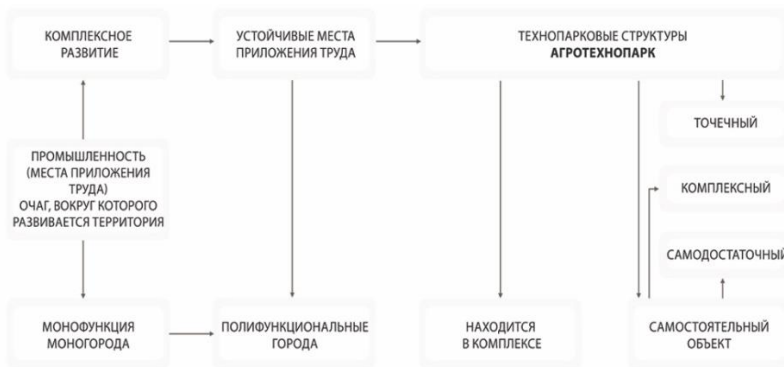 КОМПЛЕКСНОЕ
РАЗВИТИЕ
УСТОЙЧИВЫЕ МЕСТА
ПРИЛОЖЕНИЯ ТРУДА
ТЕХНОПАРКОВЫЕ СТРУКТУРЫ
АГРОТЕХНОПАРК
ТОЧЕЧНЫЙ
ПРОМЫШЛЕННОСТЬ
(МЕСТА ПРИЛОЖЕНИЯ
ТРУДА)
ОЧАГ, ВОКРУГ КОТОРОГО
РАЗВИВАЕТСЯ ТЕРРИТОРИЯ
КОМПЛЕКСНЫЙ
САМОДОСТАТОЧНЫЙ
МОНОФУНКЦИЯ
МОНОГОРОДА
ПОЛИФУНКЦИОНАЛЬНЫЕ
ГОРОДА
НАХОДИТСЯ
В КОМПЛЕКСЕ
САМОСТОЯТЕЛЬНЫЙ
ОБЪЕКТ